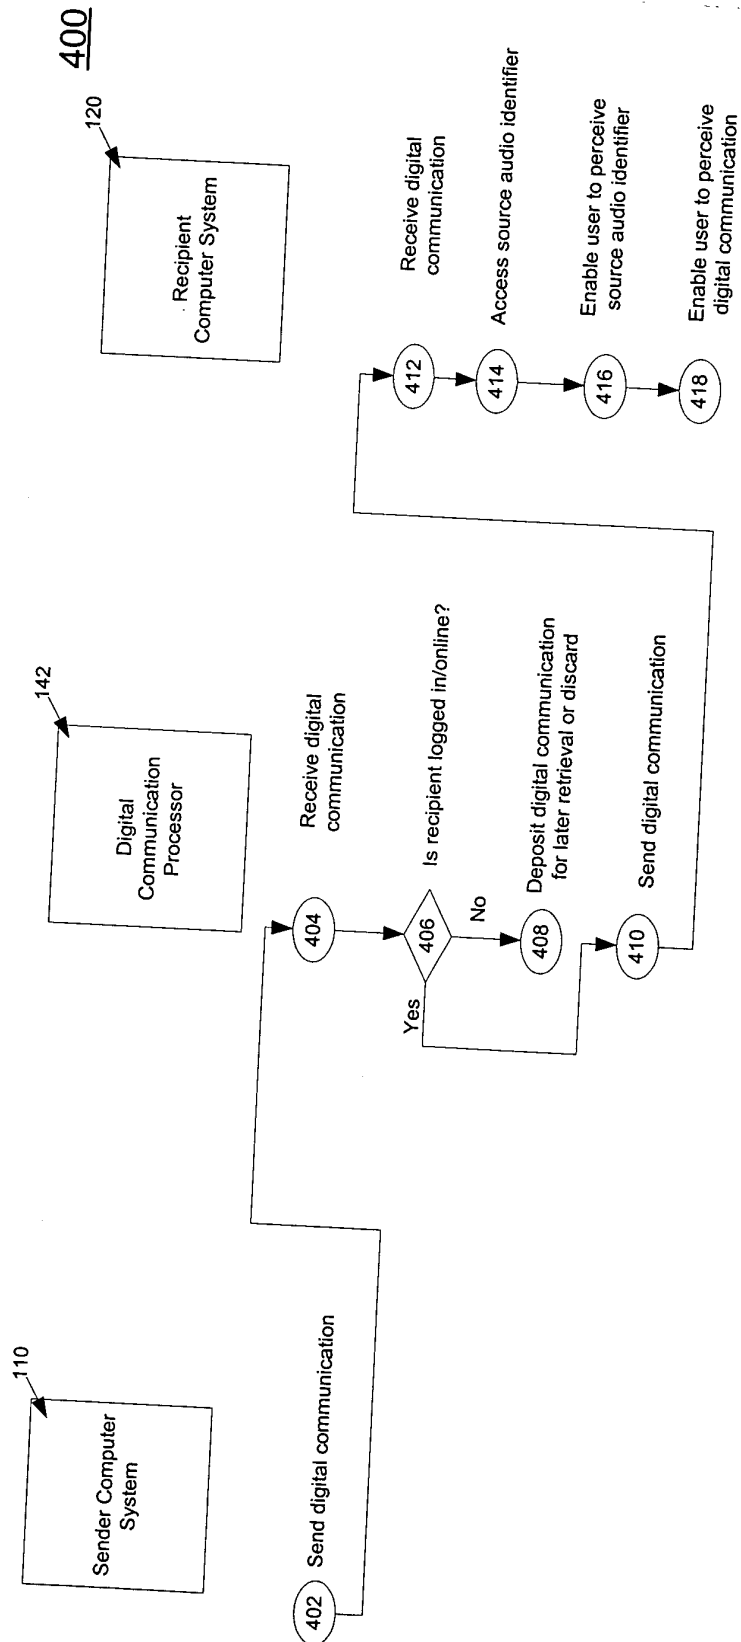 400
110
Sender Computer
System
142
Digital
Communication
Processor
120
Recipient
Computer System
402
Send digital communication
404
Receive digital
communication
406
Is recipient logged in/online?
Yes
No
408
Deposit digital communication
for later retrieval or discard
410
Send digital communication
412
Receive digital
communication
414
Access source audio identifier
416
Enable user to perceive
source audio identifier
418
Enable user to perceive
digital communication